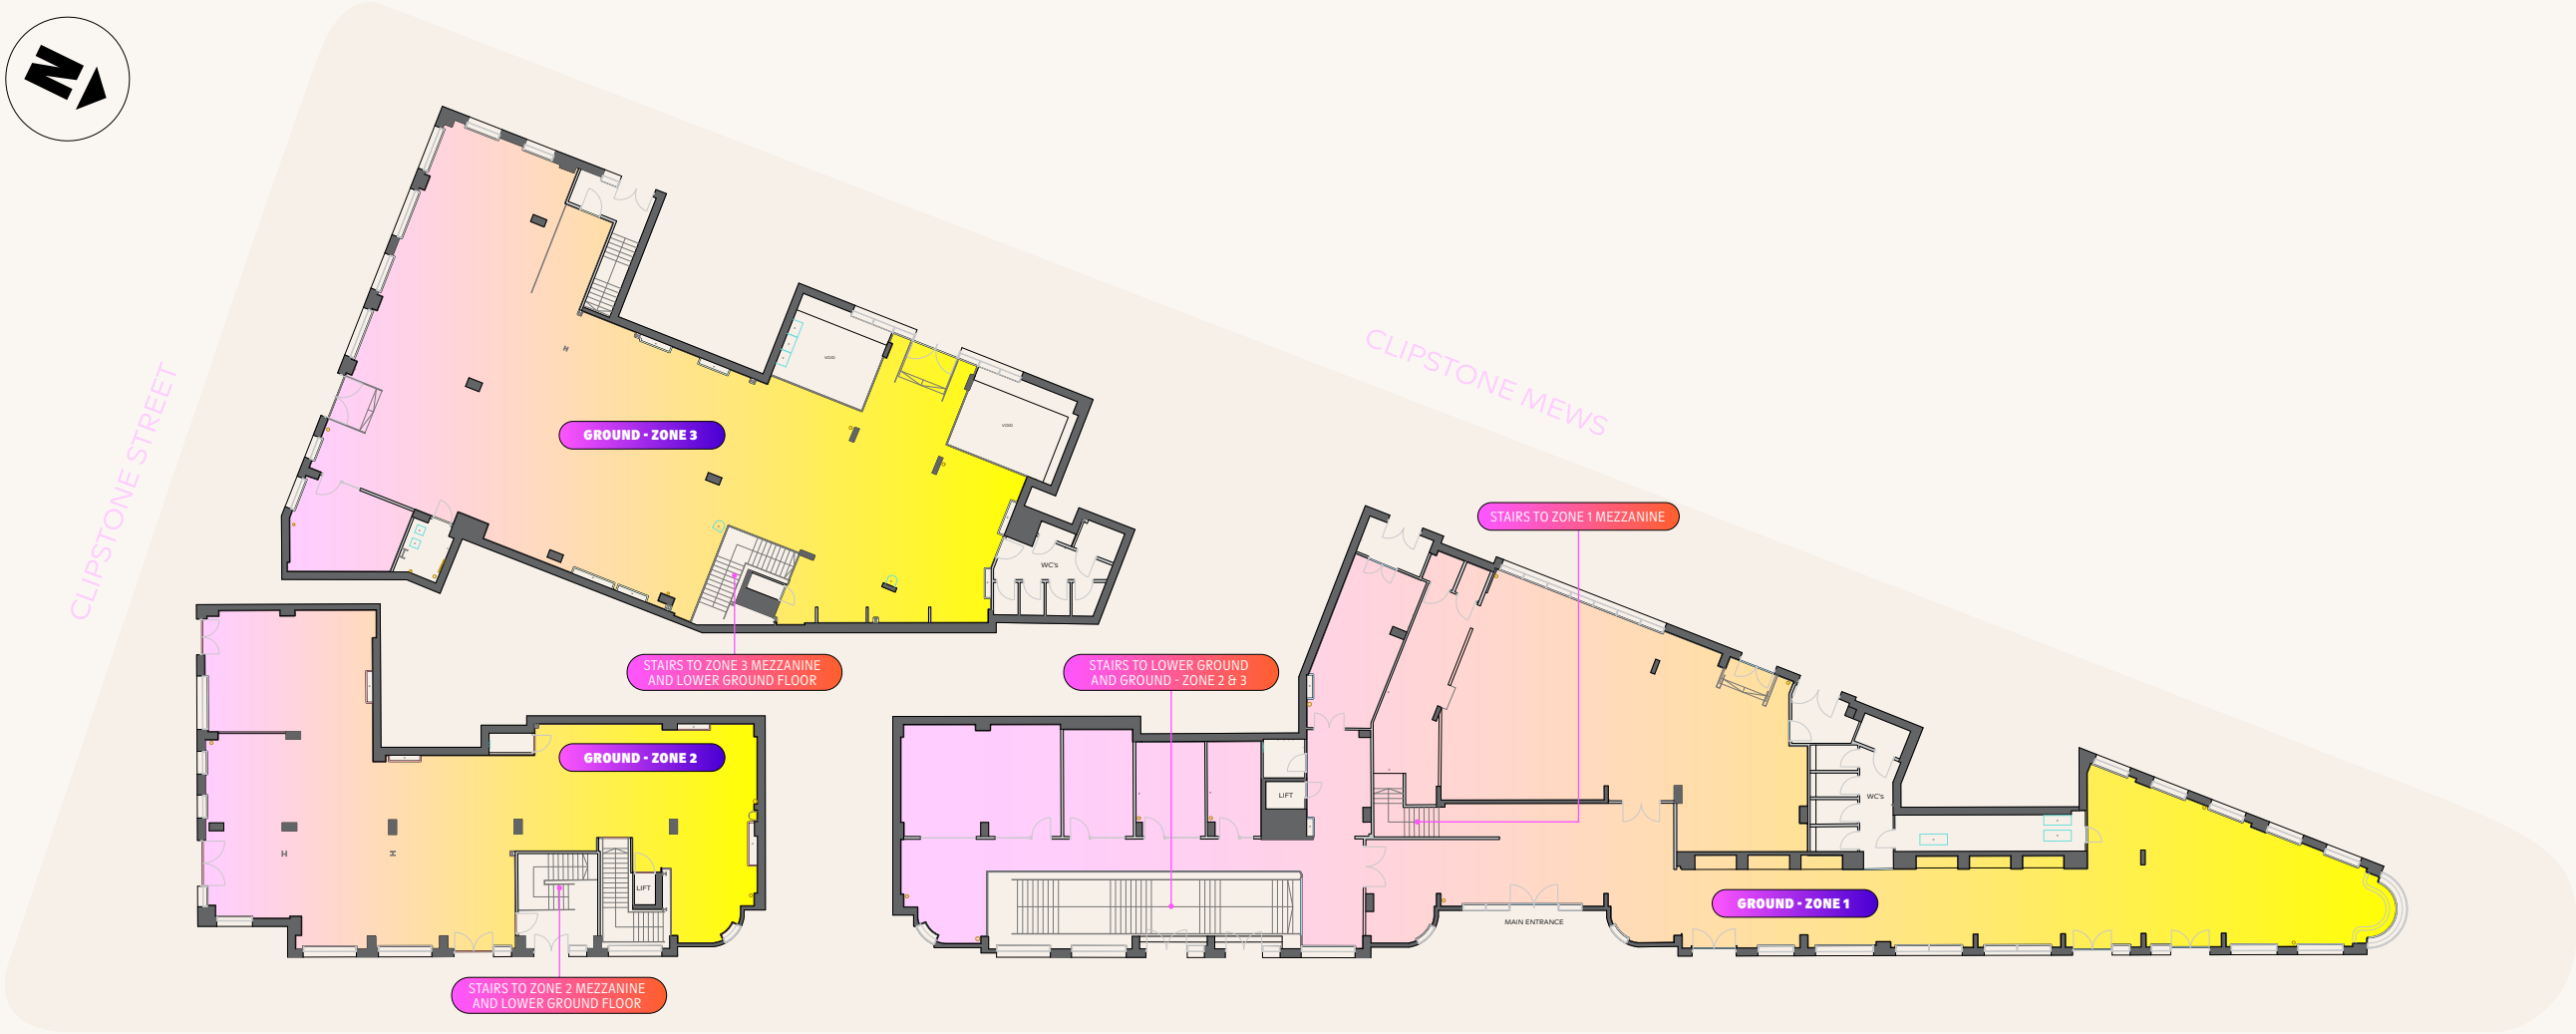 N
CLIPSTONE STREET
CLIPSTONE MEWS
VOID
VOID
GROUND - ZONE 3
WC's
STAIRS TO ZONE 3 MEZZANINE
AND LOWER GROUND FLOOR
GROUND - ZONE 2
LIFT
STAIRS TO ZONE 2 MEZZANINE
AND LOWER GROUND FLOOR
STAIRS TO LOWER GROUND
AND GROUND - ZONE 2 & 3
LIFT
STAIRS TO ZONE 1 MEZZANINE
WC's
GROUND - ZONE 1
MAIN ENTRANCE